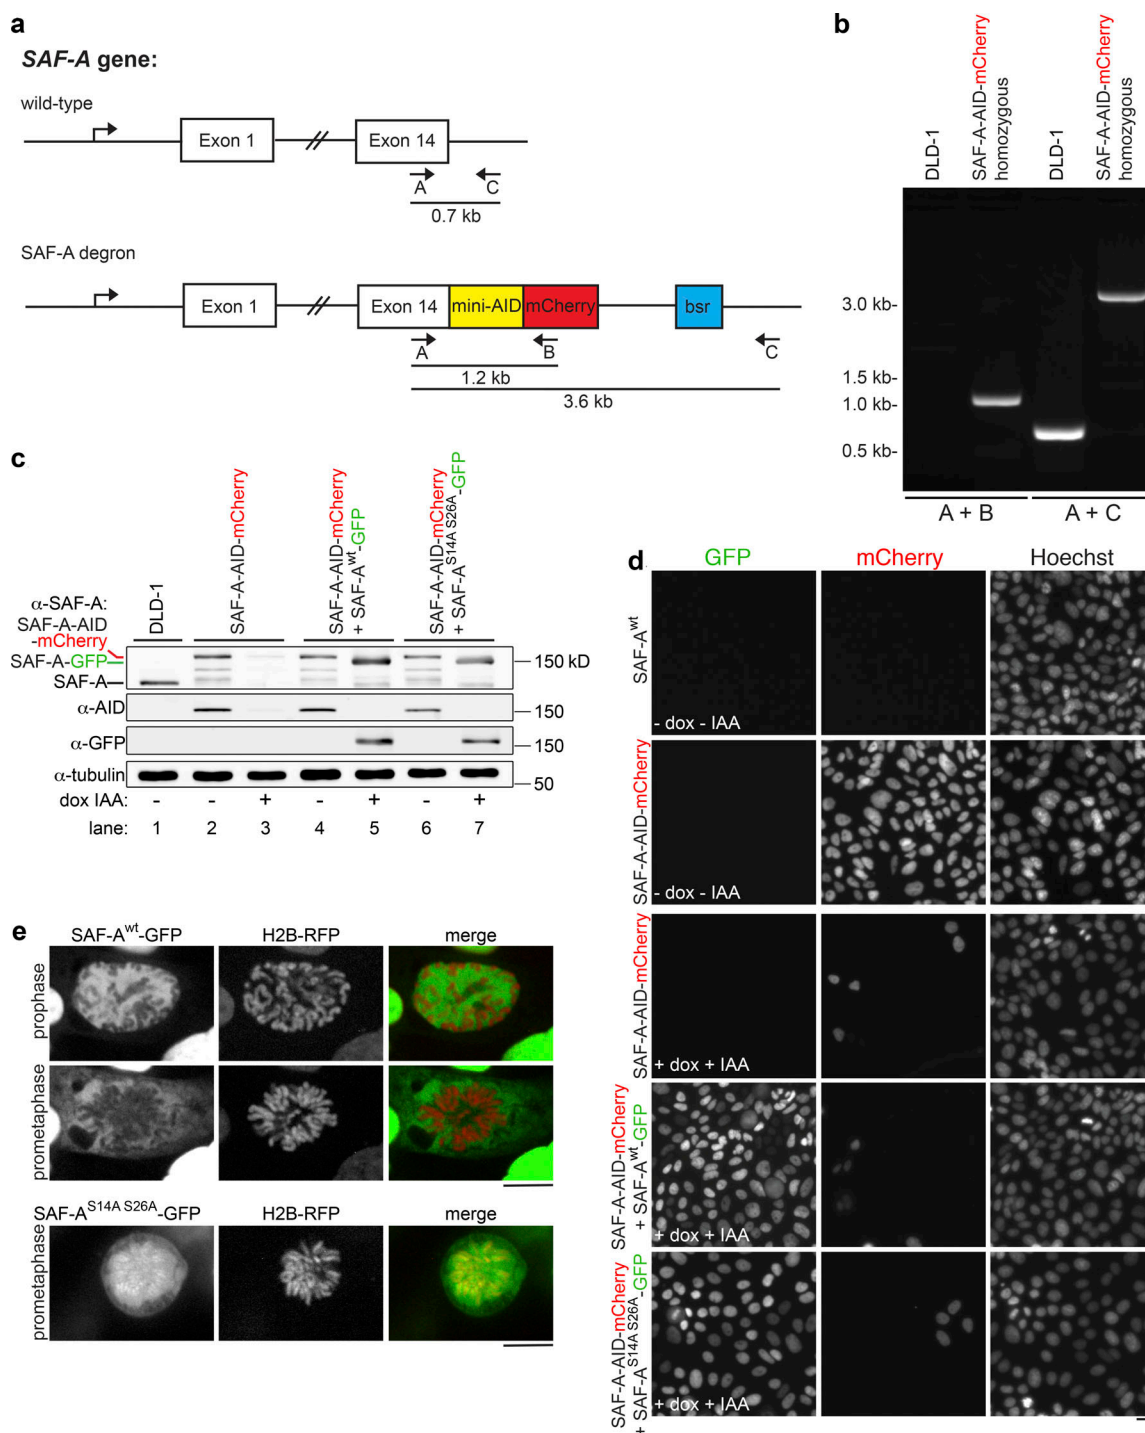 a
SAF-A gene:
wild-type
Exon 1
Exon 14
A
C
0.7 kb
SAF-A degron
Exon 1
Exon 14
mini-AID
mCherry
bsr
A
B
C
1.2 kb
3.6 kb
b
DLD-1
SAF-A-AID-mCherry
homozygous
DLD-1
SAF-A-AID-mCherry
homozygous
3.0 kb-
1.5 kb-
1.0 kb-
0.5 kb-
A + B
A + C
c
DLD-1
SAF-A-AID-mCherry
SAF-A-AID-mCherry
+ SAF-A^wt-GFP
SAF-A-AID-mCherry
+ SAF-A^S14A S26A-GFP
α-SAF-A:
SAF-A-AID
-mCherry
SAF-A-GFP
SAF-A
150 kD
α-AID
150
α-GFP
150
α-tubulin
50
dox IAA: - - + - + - +
lane: 1 2 3 4 5 6 7
d
GFP
mCherry
Hoechst
SAF-A^wt
- dox - IAA
SAF-A-AID-mCherry
- dox - IAA
SAF-A-AID-mCherry
+ dox + IAA
SAF-A-AID-mCherry
+ SAF-A^wt-GFP
+ dox + IAA
SAF-A-AID-mCherry
+ SAF-A^S14A S26A-GFP
+ dox + IAA
e
SAF-A^wt-GFP
H2B-RFP
merge
prophase
prometaphase
SAF-A^S14A S26A-GFP
H2B-RFP
merge
prometaphase